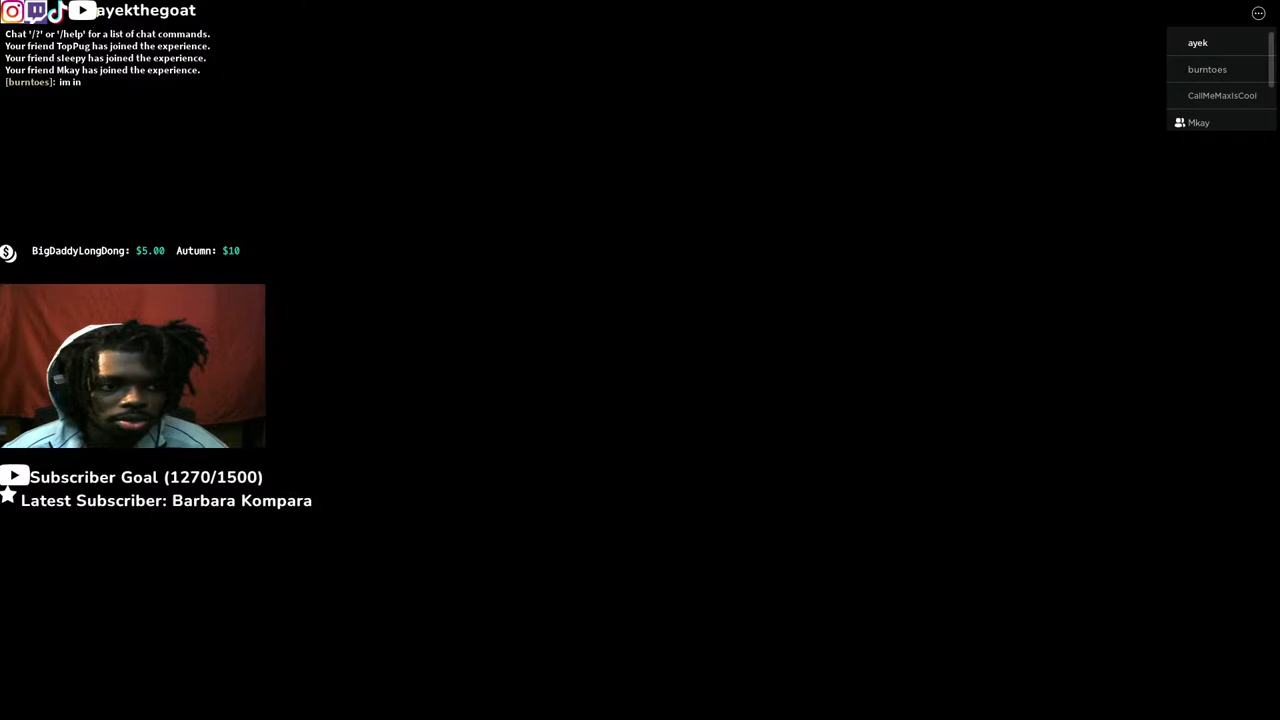 ayekthegoat
Chat '/?' or '/help' for a list of chat commands.
Your friend TopPug has joined the experience.
Your friend sleepy has joined the experience.
Your friend Mkay has joined the experience.
[burntoes]: im in
ayek
burntoes
CallMeMaxIsCool
Mkay
BigDaddyLongDong: $5.00 Autumn: $10
Subscriber Goal (1270/1500)
Latest Subscriber: Barbara Kompara